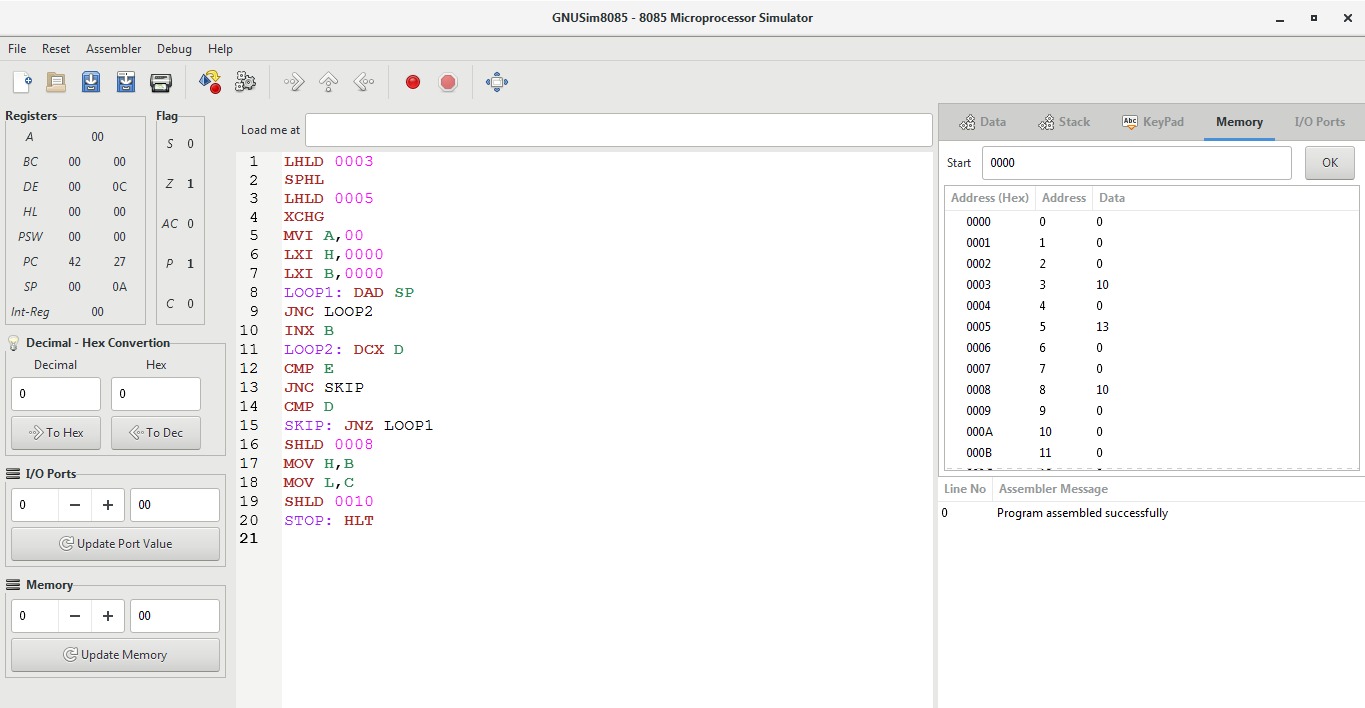 GNUSim8085 - 8085 Microprocessor Simulator
File Reset Assembler Debug Help
Registers
A 00
BC 00 00
DE 00 0C
HL 00 00
PSW 00 00
PC 42 27
SP 00 0A
Int-Reg 00
Flag
S 0
Z 1
AC 0
P 1
C 0
Decimal - Hex Convertion
Decimal Hex
0 0
To Hex To Dec
I/O Ports
0 00
Update Port Value
Memory
0 00
Update Memory
Load me at
1 LHLD 0003
2 SPHL
3 LHLD 0005
4 XCHG
5 MVI A,00
6 LXI H,0000
7 LXI B,0000
8 LOOP1: DAD SP
9 JNC LOOP2
10 INX B
11 LOOP2: DCX D
12 CMP E
13 JNC SKIP
14 CMP D
15 SKIP: JNZ LOOP1
16 SHLD 0008
17 MOV H,B
18 MOV L,C
19 SHLD 0010
20 STOP: HLT
21
Data Stack Abc KeyPad Memory I/O Ports
Start 0000 OK
Address (Hex) Address Data
0000 0 0
0001 1 0
0002 2 0
0003 3 10
0004 4 0
0005 5 13
0006 6 0
0007 7 0
0008 8 10
0009 9 0
000A 10 0
000B 11 0
Line No Assembler Message
0 Program assembled successfully